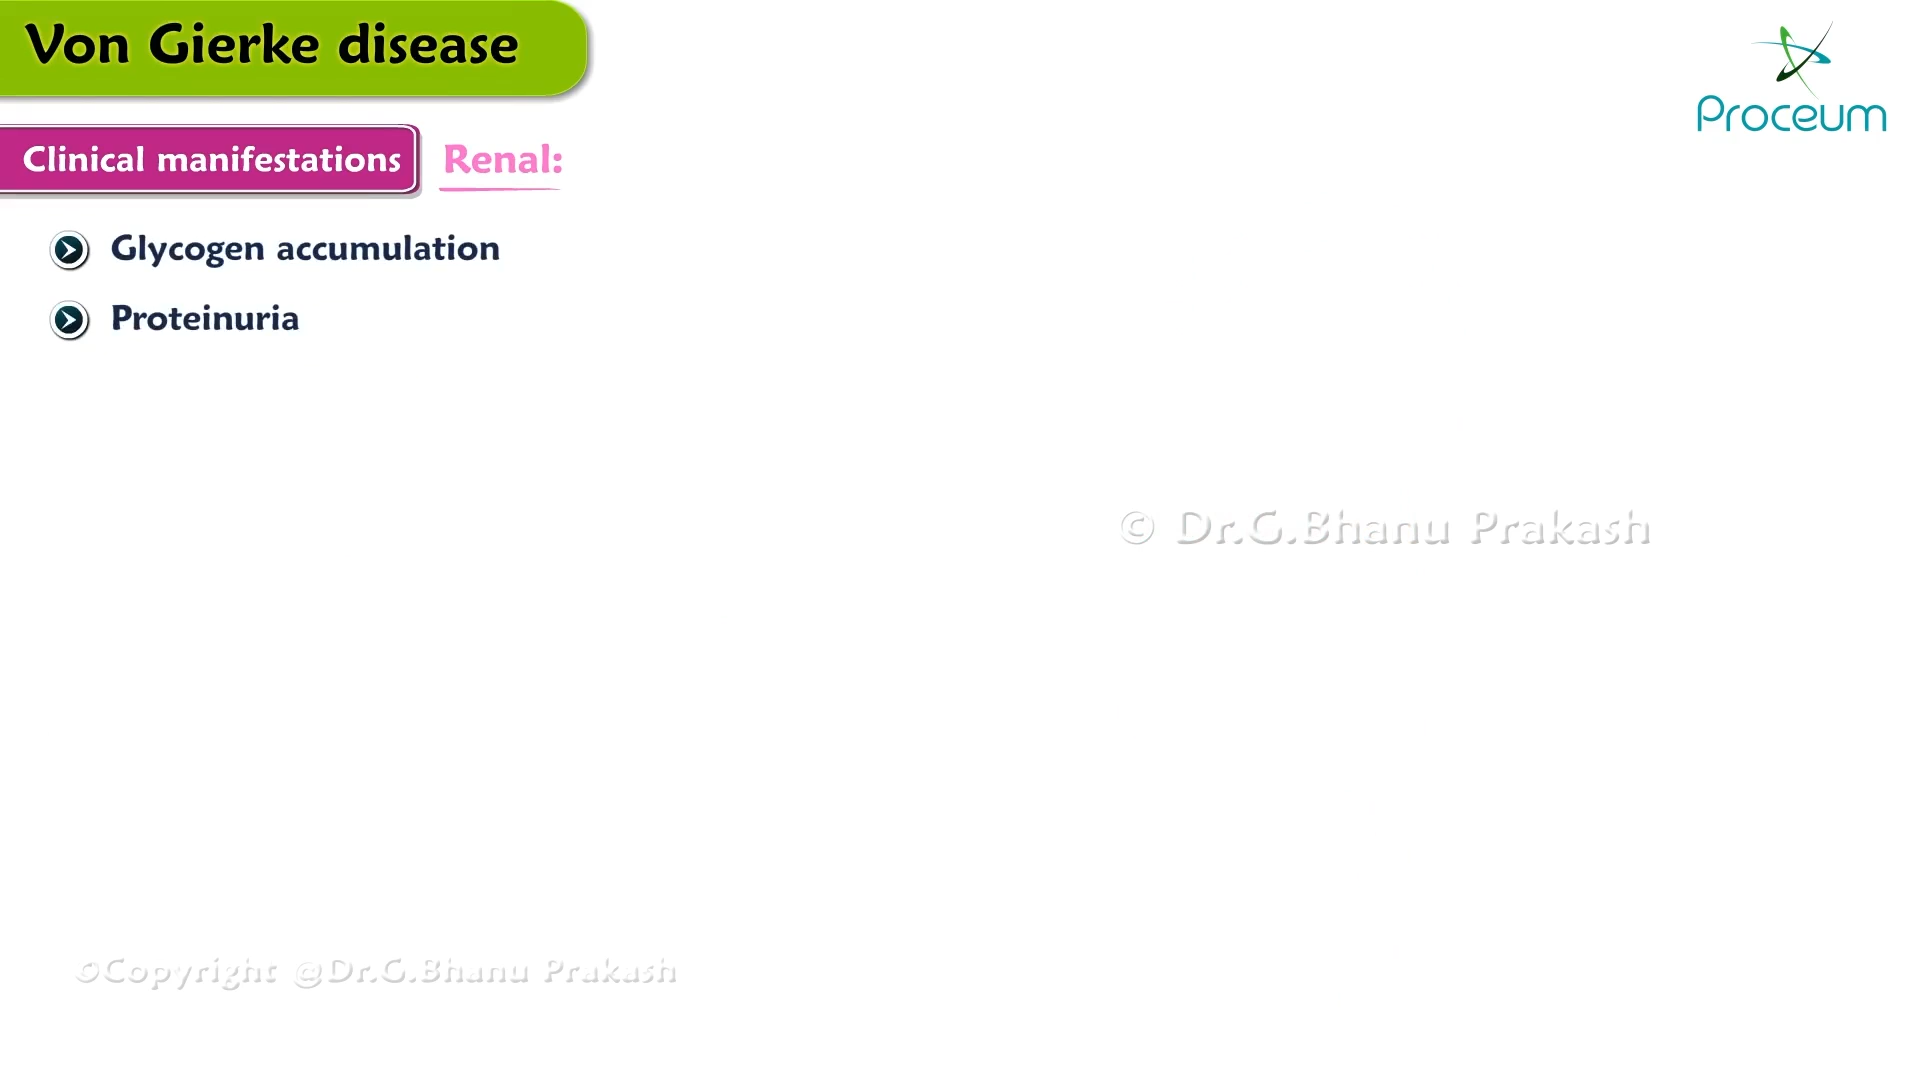 Von Gierke disease
Proceum
Clinical manifestations Renal:
Glycogen accumulation
Proteinuria
© Dr.G.Bhanu Prakash
©Copyright @Dr.G.Bhanu Prakash